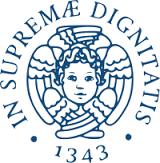 IN SUPREMÆ DIGNITATIS
· 1343 ·